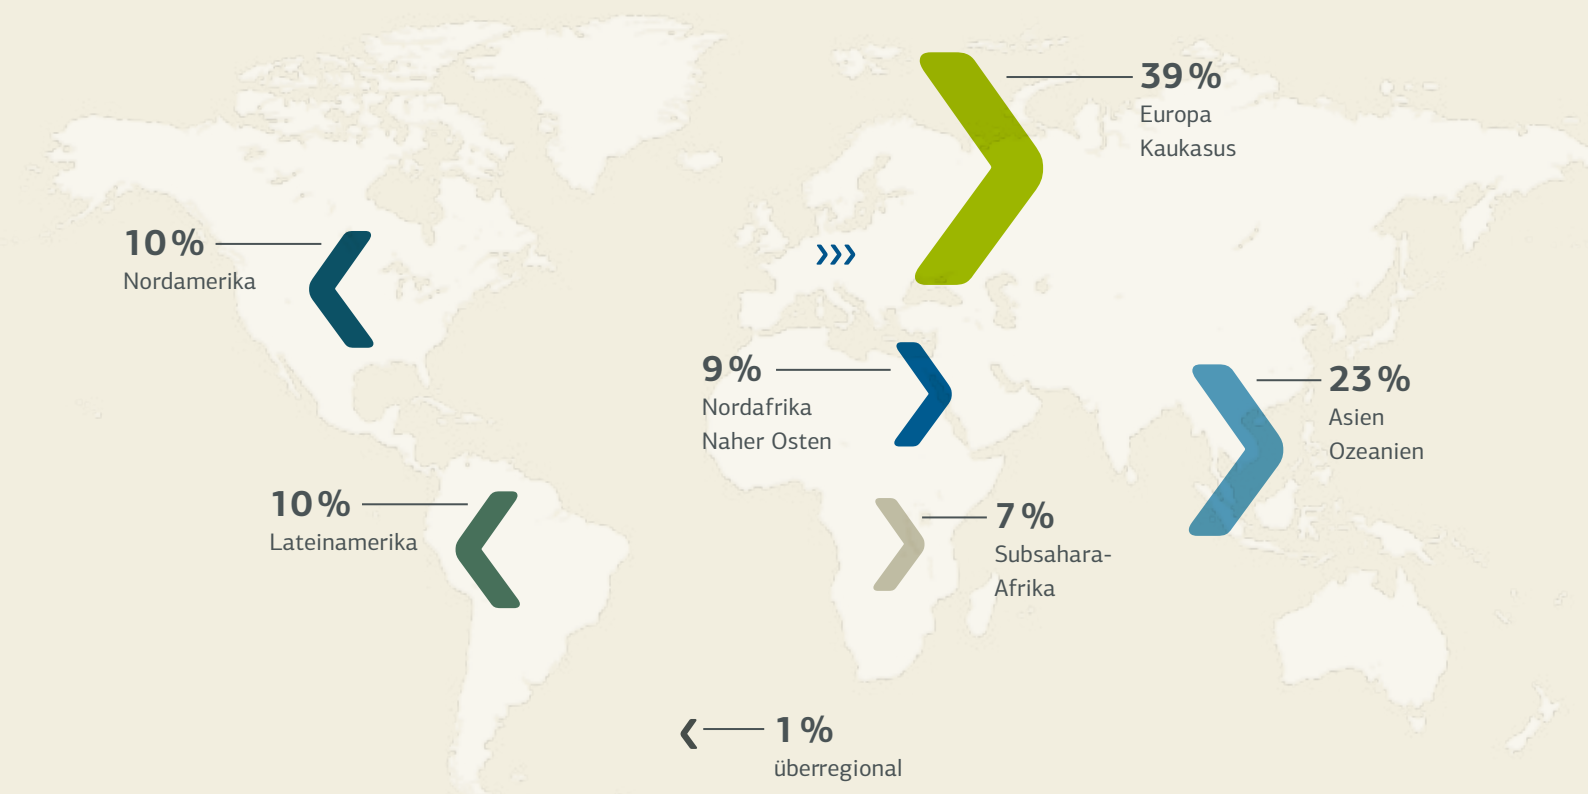 39 %
Europa
Kaukasus
10 %
Nordamerika
9 %
Nordafrika
Naher Osten
23 %
Asien
Ozeanien
10 %
Lateinamerika
7 %
Subsahara-
Afrika
1 %
überregional